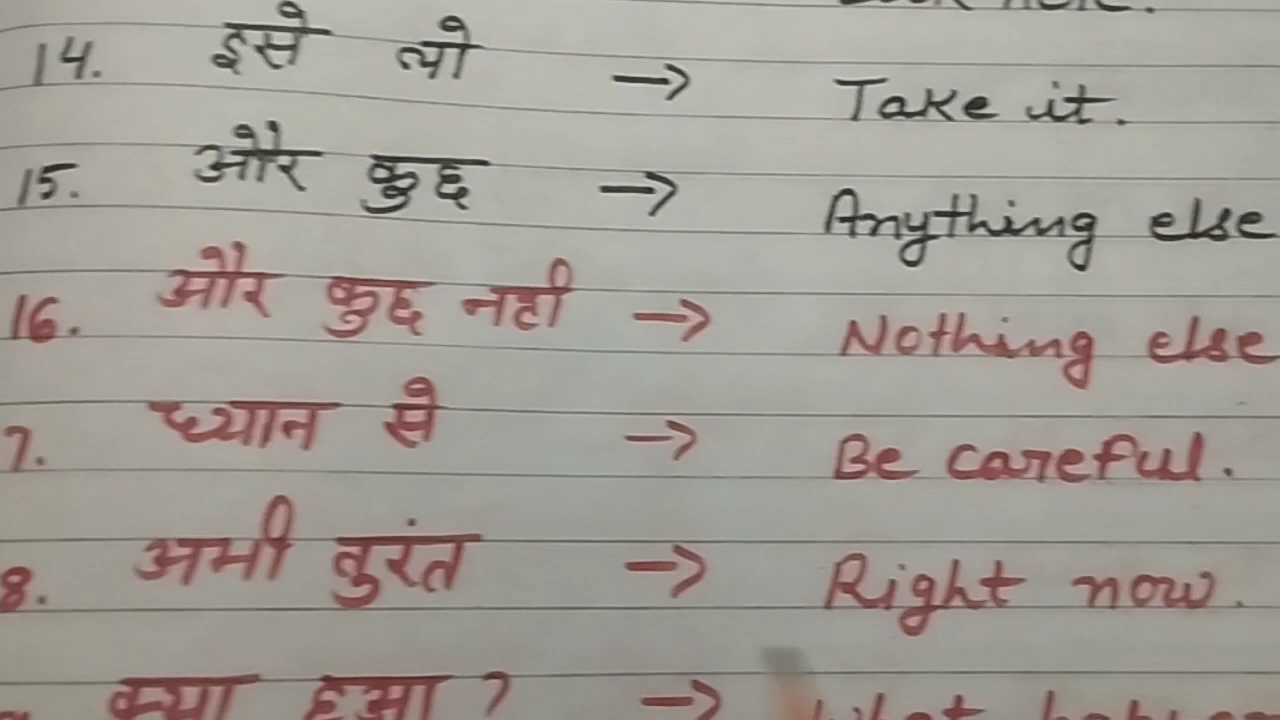 14. इसे लो → Take it.
15. और कुछ → Anything else
16. और कुछ नही → Nothing else
7. ध्यान से → Be careful.
8. अभी तुरंत → Right now.
क्या हुआ ? → What